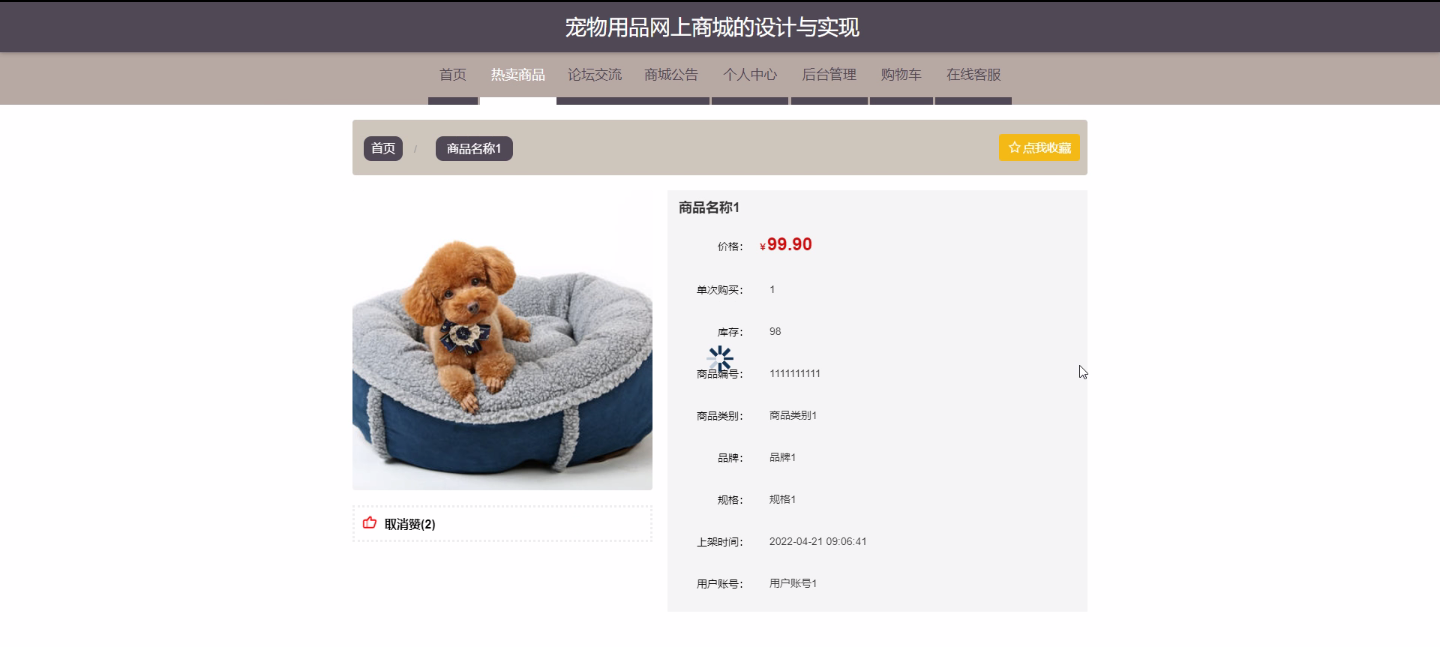 宠物用品网上商城的设计与实现
首页 热卖商品 论坛交流 商城公告 个人中心 后台管理 购物车 在线客服
首页 / 商品名称1 点我收藏
商品名称1
价格： ¥99.90
单次购买： 1
库存： 98
商品编号： 1111111111
商品类别： 商品类别1
品牌： 品牌1
规格： 规格1
上架时间： 2022-04-21 09:06:41
用户账号： 用户账号1
取消赞(2)